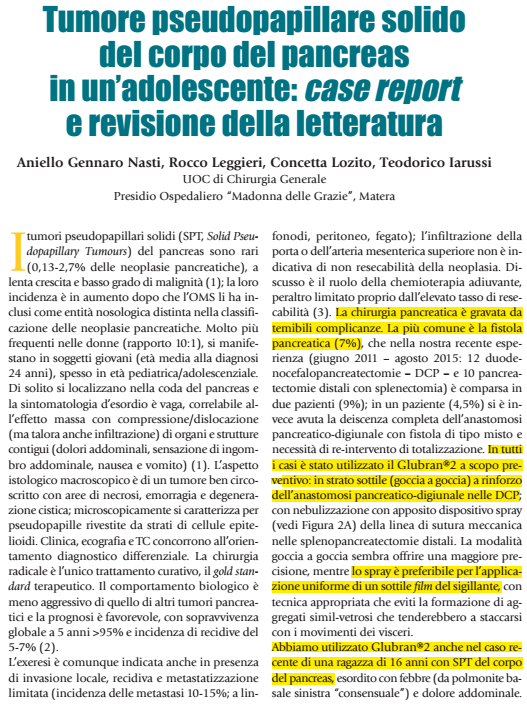 Tumore pseudopapillare solido
del corpo del pancreas
in un'adolescente: case report
e revisione della letteratura
Aniello Gennaro Nasti, Rocco Leggieri, Concetta Lozito, Teodorico Iarussi
UOC di Chirurgia Generale
Presidio Ospedaliero “Madonna delle Grazie”, Matera
I tumori pseudopapillari solidi (SPT, Solid Pseu-
dopapillary Tumours) del pancreas sono rari
(0,13-2,7% delle neoplasie pancreatiche), a
lenta crescita e basso grado di malignità (1); la loro
incidenza è in aumento dopo che l'OMS li ha in-
clusi come entità nosologica distinta nella classifi-
cazione delle neoplasie pancreatiche. Molto più
frequenti nelle donne (rapporto 10:1), si manife-
stano in soggetti giovani (età media alla diagnosi
24 anni), spesso in età pediatrica/adolescenziale.
Di solito si localizzano nella coda del pancreas e
la sintomatologia d'esordio è vaga, correlabile al-
l'effetto massa con compressione/dislocazione
(ma talora anche infiltrazione) di organi e strutture
contigui (dolori addominali, sensazione di ingom-
bro addominale, nausea e vomito) (1). L'aspetto
istologico macroscopico è di un tumore ben circo-
scritto con aree di necrosi, emorragia e degenera-
zione cistica; microscopicamente si caratterizza per
pseudopapille rivestite da strati di cellule epite-
lioidi. Clinica, ecografia e TC concorrono all'orien-
tamento diagnostico differenziale. La chirurgia
radicale è l'unico trattamento curativo, il gold stan-
dard terapeutico. Il comportamento biologico è
meno aggressivo di quello di altri tumori pancrea-
tici e la prognosi è favorevole, con sopravvivenza
globale a 5 anni >95% e incidenza di recidive del
5-7% (2).
L'exeresi è comunque indicata anche in presenza
di invasione locale, recidiva e metastatizzazione
limitata (incidenza delle metastasi 10-15%; a lin-
fonodi, peritoneo, fegato); l'infiltrazione della
porta o dell'arteria mesenterica superiore non è in-
dicativa di non resecabilità della neoplasia. Di-
scusso è il ruolo della chemioterapia adiuvante,
peraltro limitato proprio dall'elevato tasso di rese-
cabilità (3). La chirurgia pancreatica è gravata da
temibili complicanze. La più comune è la fistola
pancreatica (7%), che nella nostra recente espe-
rienza (giugno 2011 – agosto 2015: 12 duode-
nocefalopancreatectomie – DCP – e 10 pancrea-
tectomie distali con splenectomia) è comparsa in
due pazienti (9%); in un paziente (4,5%) si è in-
vece avuta la deiscenza completa dell'anastomosi
pancreatico-digiunale con fistola di tipo misto e
necessità di re-intervento di totalizzazione. In tutti
i casi è stato utilizzato il Glubran®2 a scopo pre-
ventivo: in strato sottile (goccia a goccia) a rinforzo
dell'anastomosi pancreatico-digiunale nelle DCP;
con nebulizzazione con apposito dispositivo spray
(vedi Figura 2A) della linea di sutura meccanica
nelle splenopancreatectomie distali. La modalità
goccia a goccia sembra offrire una maggiore pre-
cisione, mentre lo spray è preferibile per l'applica-
zione uniforme di un sottile film del sigillante, con
tecnica appropriata che eviti la formazione di ag-
gregati simil-vetrosi che tenderebbero a staccarsi
con i movimenti dei visceri.
Abbiamo utilizzato Glubran®2 anche nel caso re-
cente di una ragazza di 16 anni con SPT del corpo
del pancreas, esordito con febbre (da polmonite ba-
sale sinistra “consensuale”) e dolore addominale.